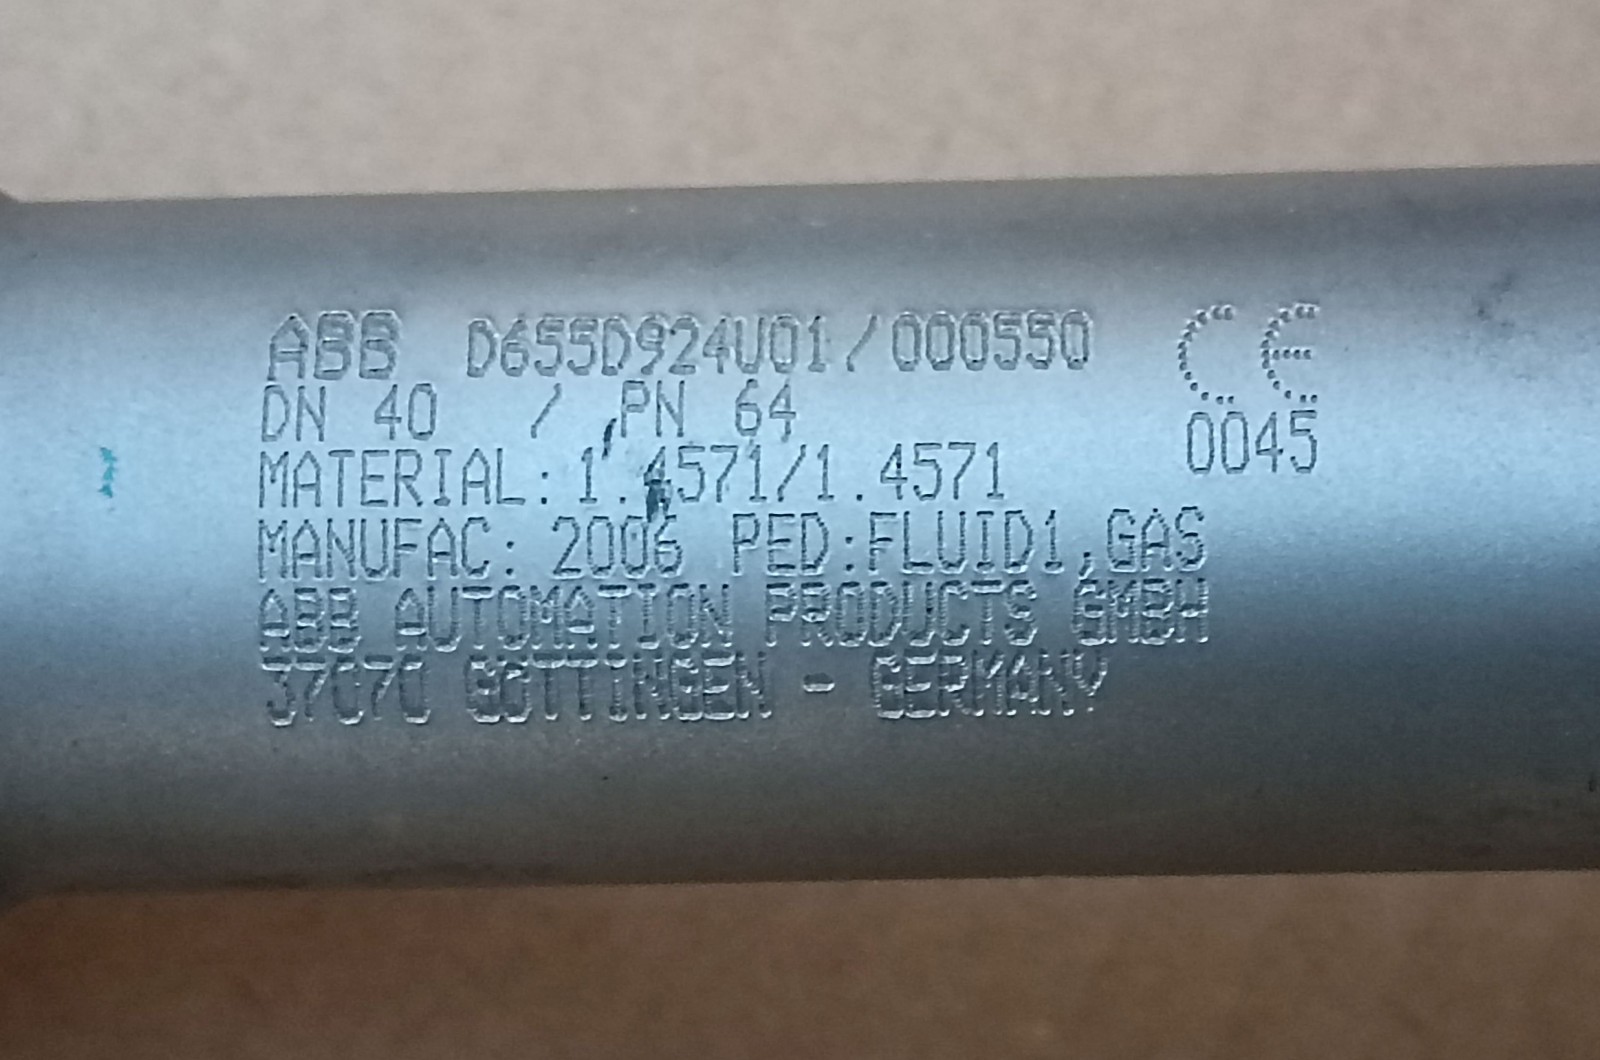 ABB D655D924U01/000550 CE
DN 40 / PN 64
0045
MATERIAL: 1.4571/1.4571
MANUFAC: 2006 PED:FLUID1,GAS
ABB AUTOMATION PRODUCTS GMBH
37070 GÖTTINGEN - GERMANY